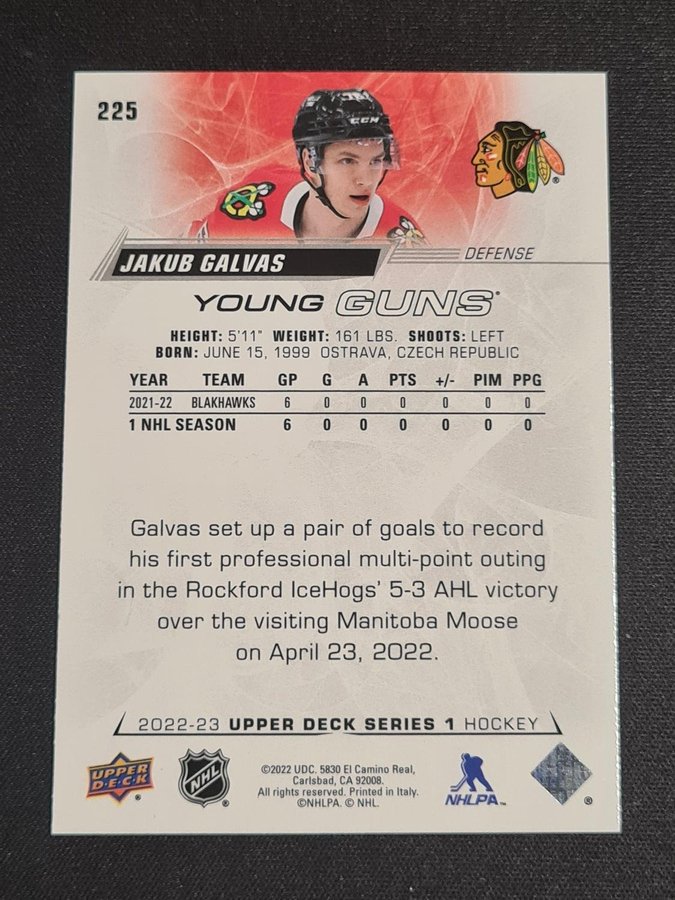 225
CCM
JAKUB GALVAS
DEFENSE
YOUNG GUNS®
HEIGHT: 5'11" WEIGHT: 161 LBS. SHOOTS: LEFT
BORN: JUNE 15, 1999 OSTRAVA, CZECH REPUBLIC
YEAR TEAM GP G A PTS +/- PIM PPG
2021-22 BLAKHAWKS 6 0 0 0 0 0 0
1 NHL SEASON 6 0 0 0 0 0 0
Galvas set up a pair of goals to record
his first professional multi-point outing
in the Rockford IceHogs' 5-3 AHL victory
over the visiting Manitoba Moose
on April 23, 2022.
2022-23 UPPER DECK SERIES 1 HOCKEY
UPPER
DECK
®
NHL
®
©2022 UDC. 5830 El Camino Real,
Carlsbad, CA 92008.
All rights reserved. Printed in Italy.
©NHLPA. © NHL.
NHLPA™
®